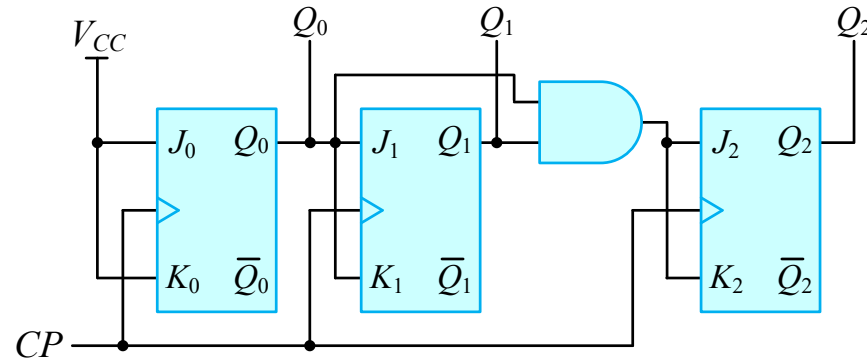 Q₀ Q₁ Q₂
V_CC
J₀ Q₀ J₁ Q₁ J₂ Q₂
K₀ Q̅₀ K₁ Q̅₁ K₂ Q̅₂
CP